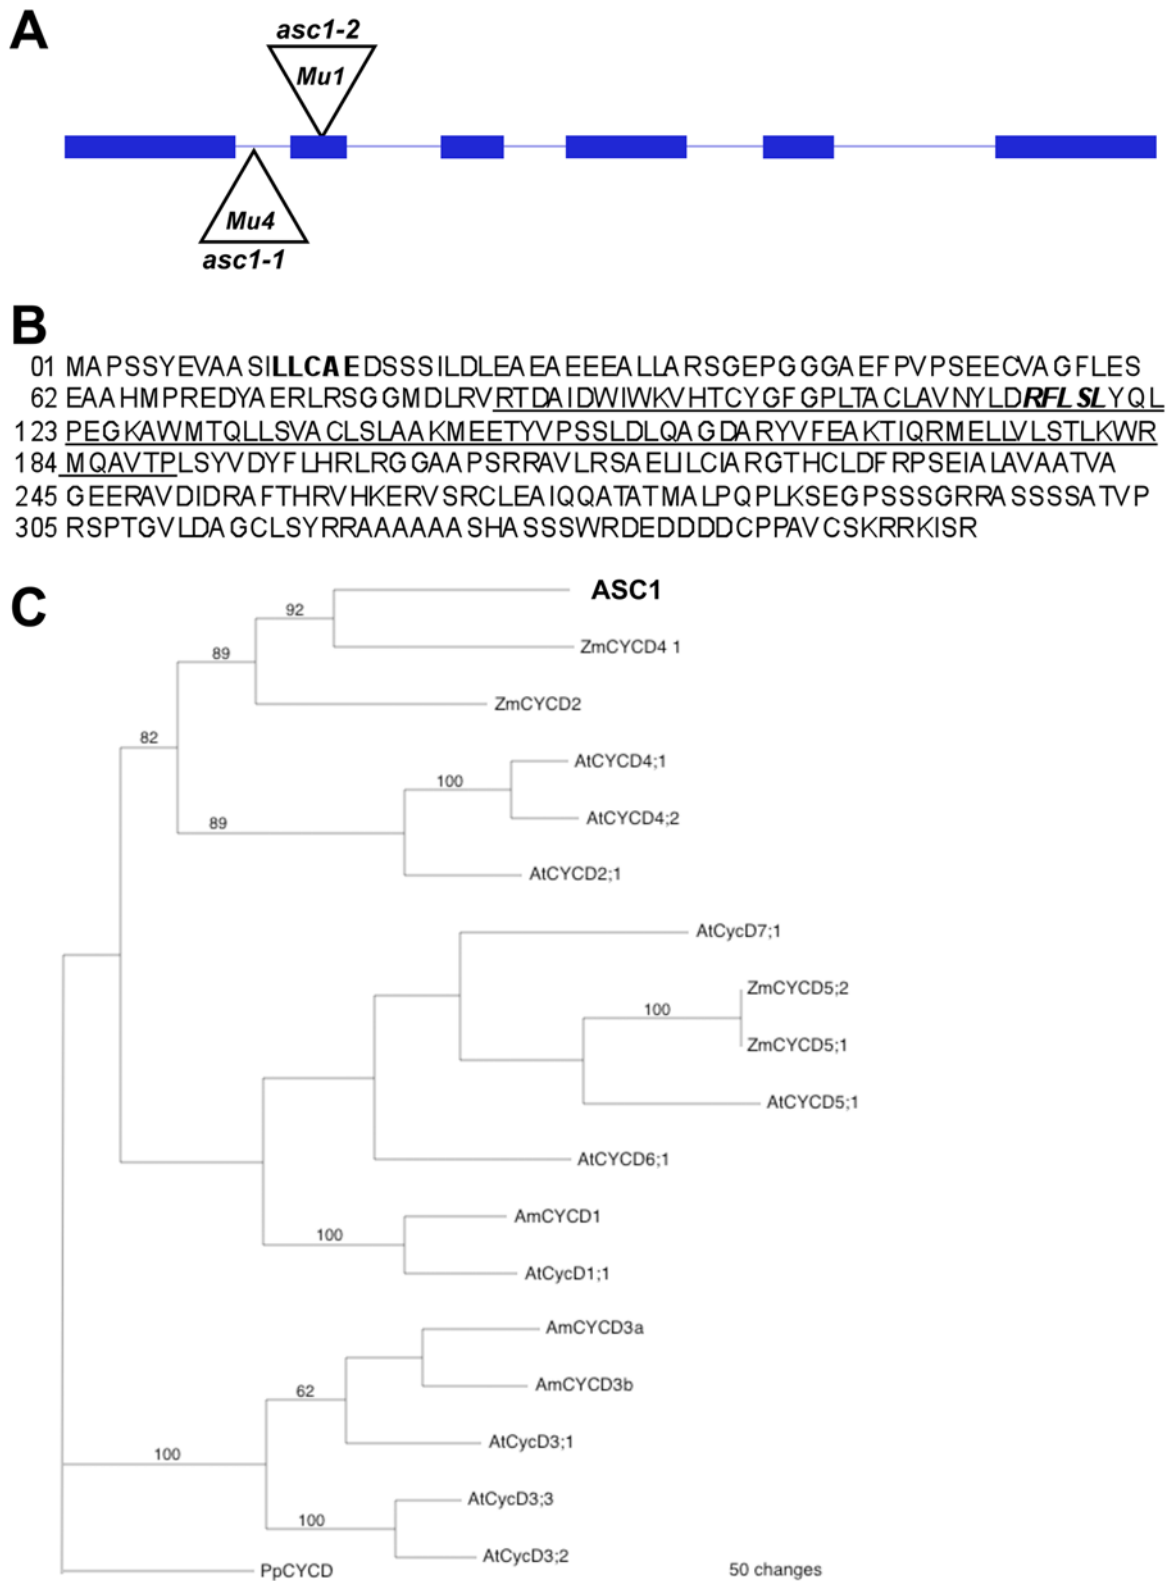 A
asc1-2
Mu1
Mu4
asc1-1
B
01 MAPSSYEVAASILLCAEDSSSILDLEAEAEEEALLARSGEPGGGAEFPVPSEECVAGFLES
62 EAAHMPREDYAERLRSGGMDLRVRTDAIDWIWKVHTCYGFGPLTACLAVNYLDRFLSLYQL
123 PEGKAWMTQLLSVACLSLAAKMEETYVPSSLDLQAGDARYVFEAKTIQRMELLVLSTLKWR
184 MQAVTPLSYVDYFLHRLRGGAAPSRRAVLRSAELILCIARGTHCLDFRPSEIALAVAATVA
245 GEERAVDIDRAFTHRVHKERVSRCLEAIQQATATMALPQPLKSEGPSSSGRRASSSSATVP
305 RSPTGVLDAGCLSYRRAAAAAASHASSSWRDEDDDDCPPAVCSKRRKISR
C
ASC1
92
ZmCYCD4 1
89
ZmCYCD2
82
AtCYCD4;1
100
AtCYCD4;2
89
AtCYCD2;1
AtCycD7;1
ZmCYCD5;2
100
ZmCYCD5;1
AtCYCD5;1
AtCYCD6;1
AmCYCD1
100
AtCycD1;1
AmCYCD3a
AmCYCD3b
62
AtCycD3;1
100
AtCycD3;3
100
AtCycD3;2
PpCYCD
50 changes